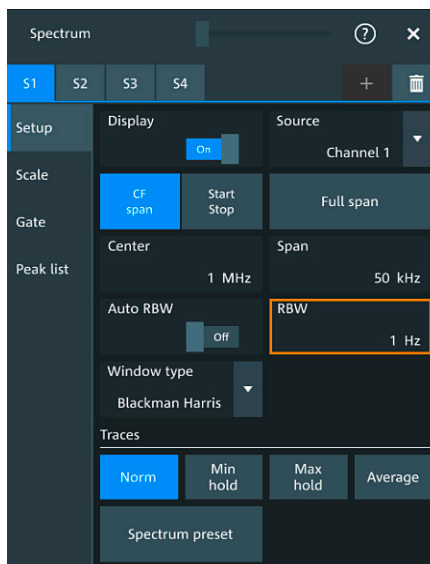 Spectrum ? ×
S1 S2 S3 S4 +
Setup
Scale
Gate
Peak list
Display
On
Source
Channel 1
CF
span
Start
Stop
Full span
Center
1 MHz
Span
50 kHz
Auto RBW
Off
RBW
1 Hz
Window type
Blackman Harris
Traces
Norm
Min
hold
Max
hold
Average
Spectrum preset